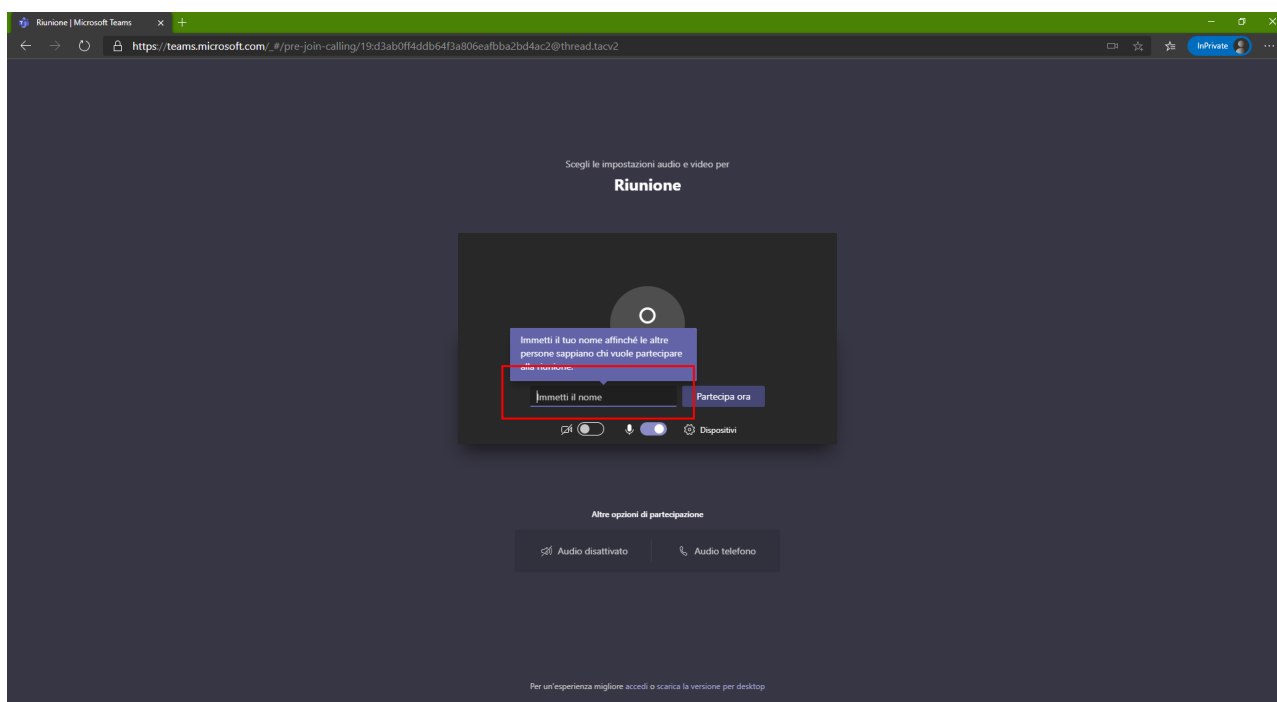 Riunione | Microsoft Teams
https://teams.microsoft.com/_#/pre-join-calling/19:d3ab0ff4ddb64f3a806eafbba2bd4ac2@thread.tacv2
InPrivate
Scegli le impostazioni audio e video per
Riunione
O
Immetti il tuo nome affinché le altre
persone sappiano chi vuole partecipare
alla riunione.
Immetti il nome
Partecipa ora
Dispositivi
Altre opzioni di partecipazione
Audio disattivato
Audio telefono
Per un'esperienza migliore accedi o scarica la versione per desktop